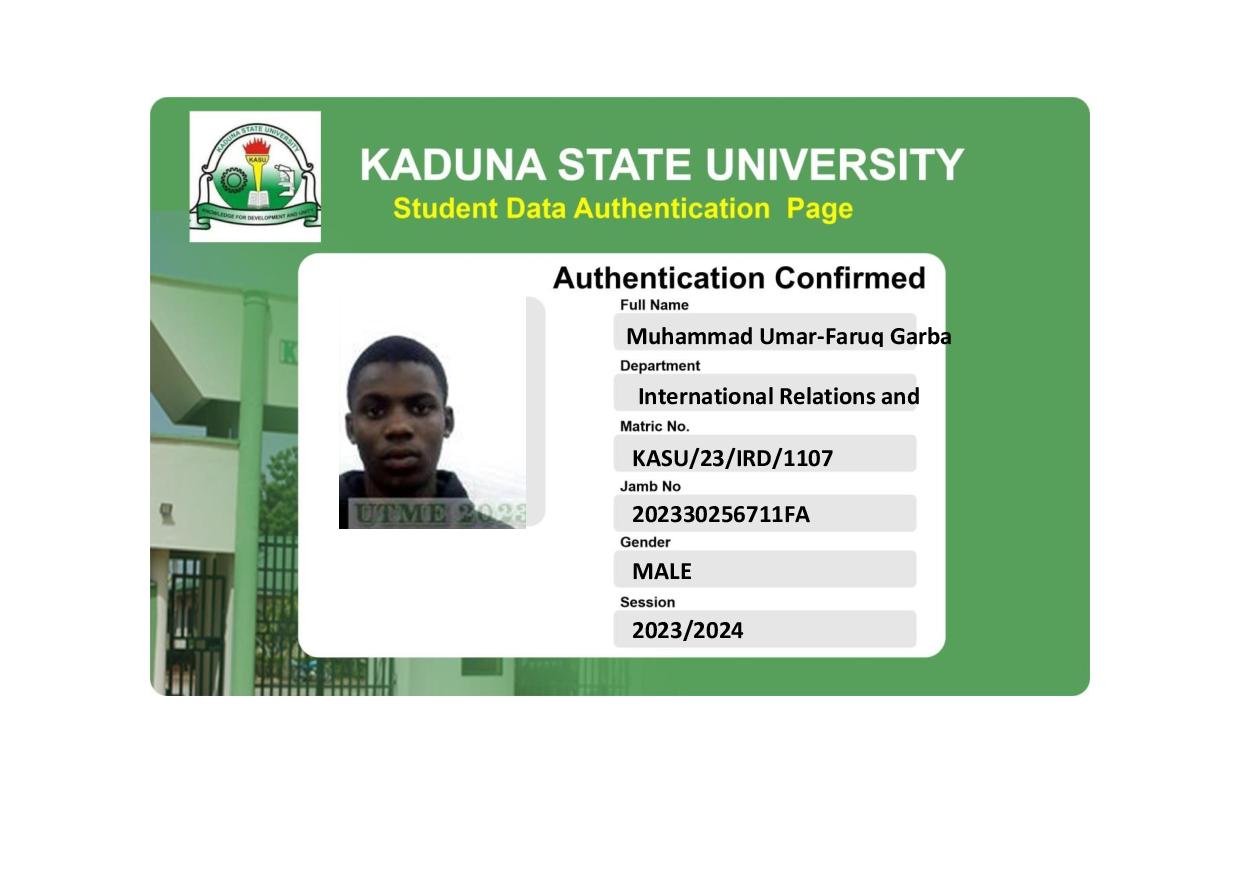 KADUNA STATE UNIVERSITY
KASU
KNOWLEDGE FOR DEVELOPMENT AND UNITY
KADUNA STATE UNIVERSITY
Student Data Authentication Page
Authentication Confirmed
Full Name
Muhammad Umar-Faruq Garba
Department
International Relations and
Matric No.
KASU/23/IRD/1107
Jamb No
202330256711FA
Gender
MALE
Session
2023/2024
UTME 2023
K